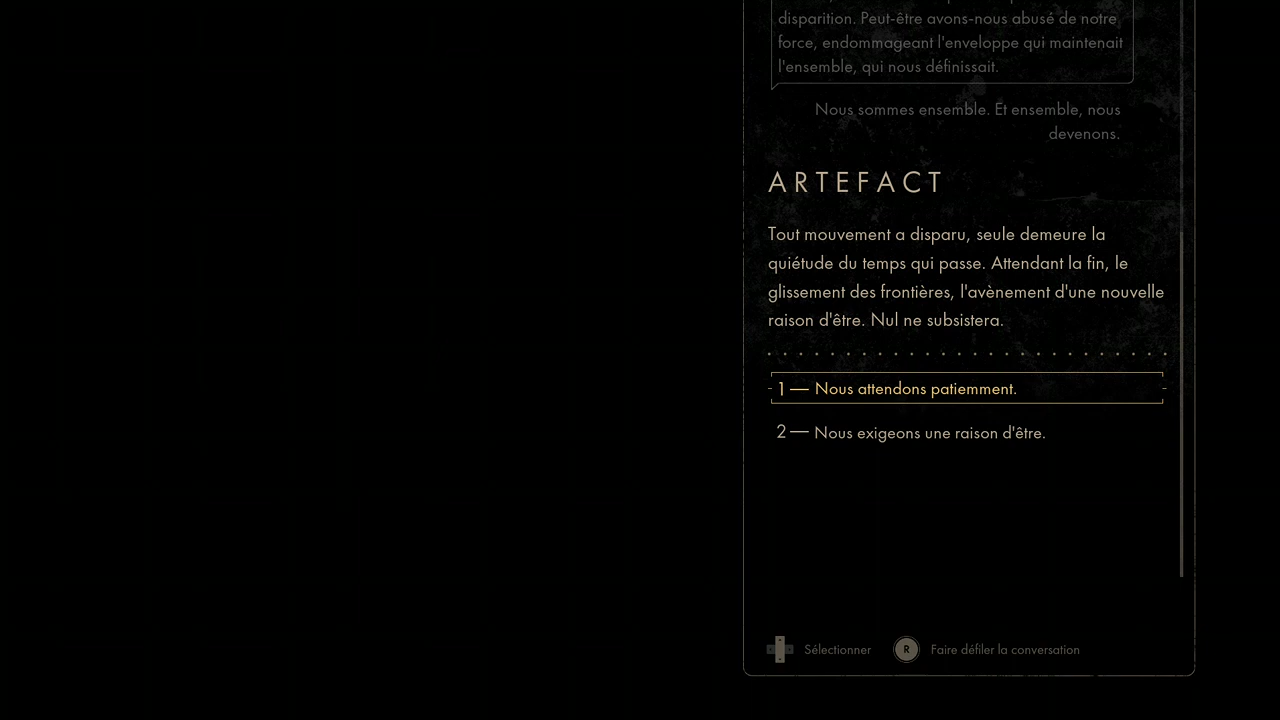 disparition. Peut-être avons-nous abusé de notre
force, endommageant l'enveloppe qui maintenait
l'ensemble, qui nous définissait.
Nous sommes ensemble. Et ensemble, nous
devenons.
ARTEFACT
Tout mouvement a disparu, seule demeure la
quiétude du temps qui passe. Attendant la fin, le
glissement des frontières, l'avènement d'une nouvelle
raison d'être. Nul ne subsistera.
1 — Nous attendons patiemment.
2 — Nous exigeons une raison d'être.
Sélectionner R Faire défiler la conversation